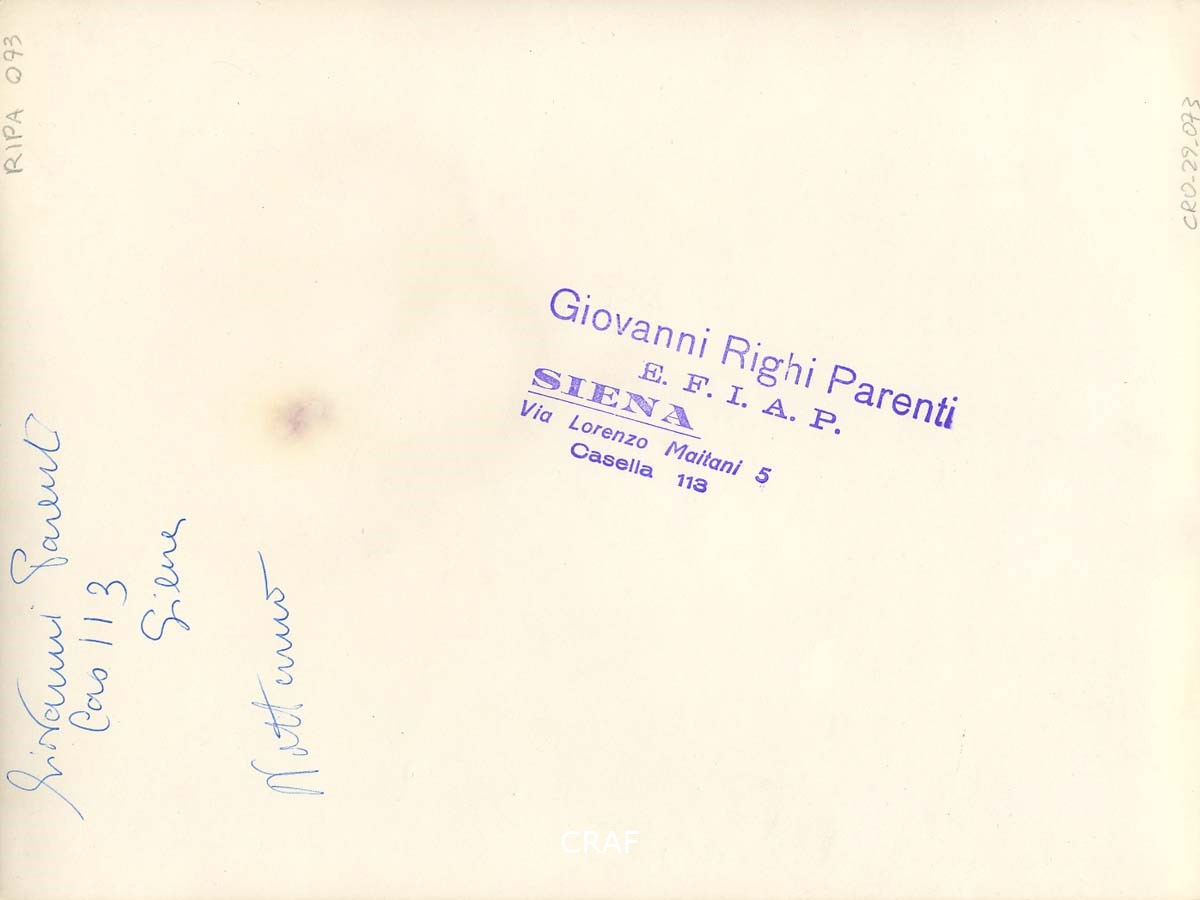 RIPA 093
CRO-29-073
Giovanni Righi Parenti
E. F. I. A. P.
SIENA
Via Lorenzo Maitani 5
Casella 113
Giovanni Parenti
Cas 113
Siena
Notturno
CRAF